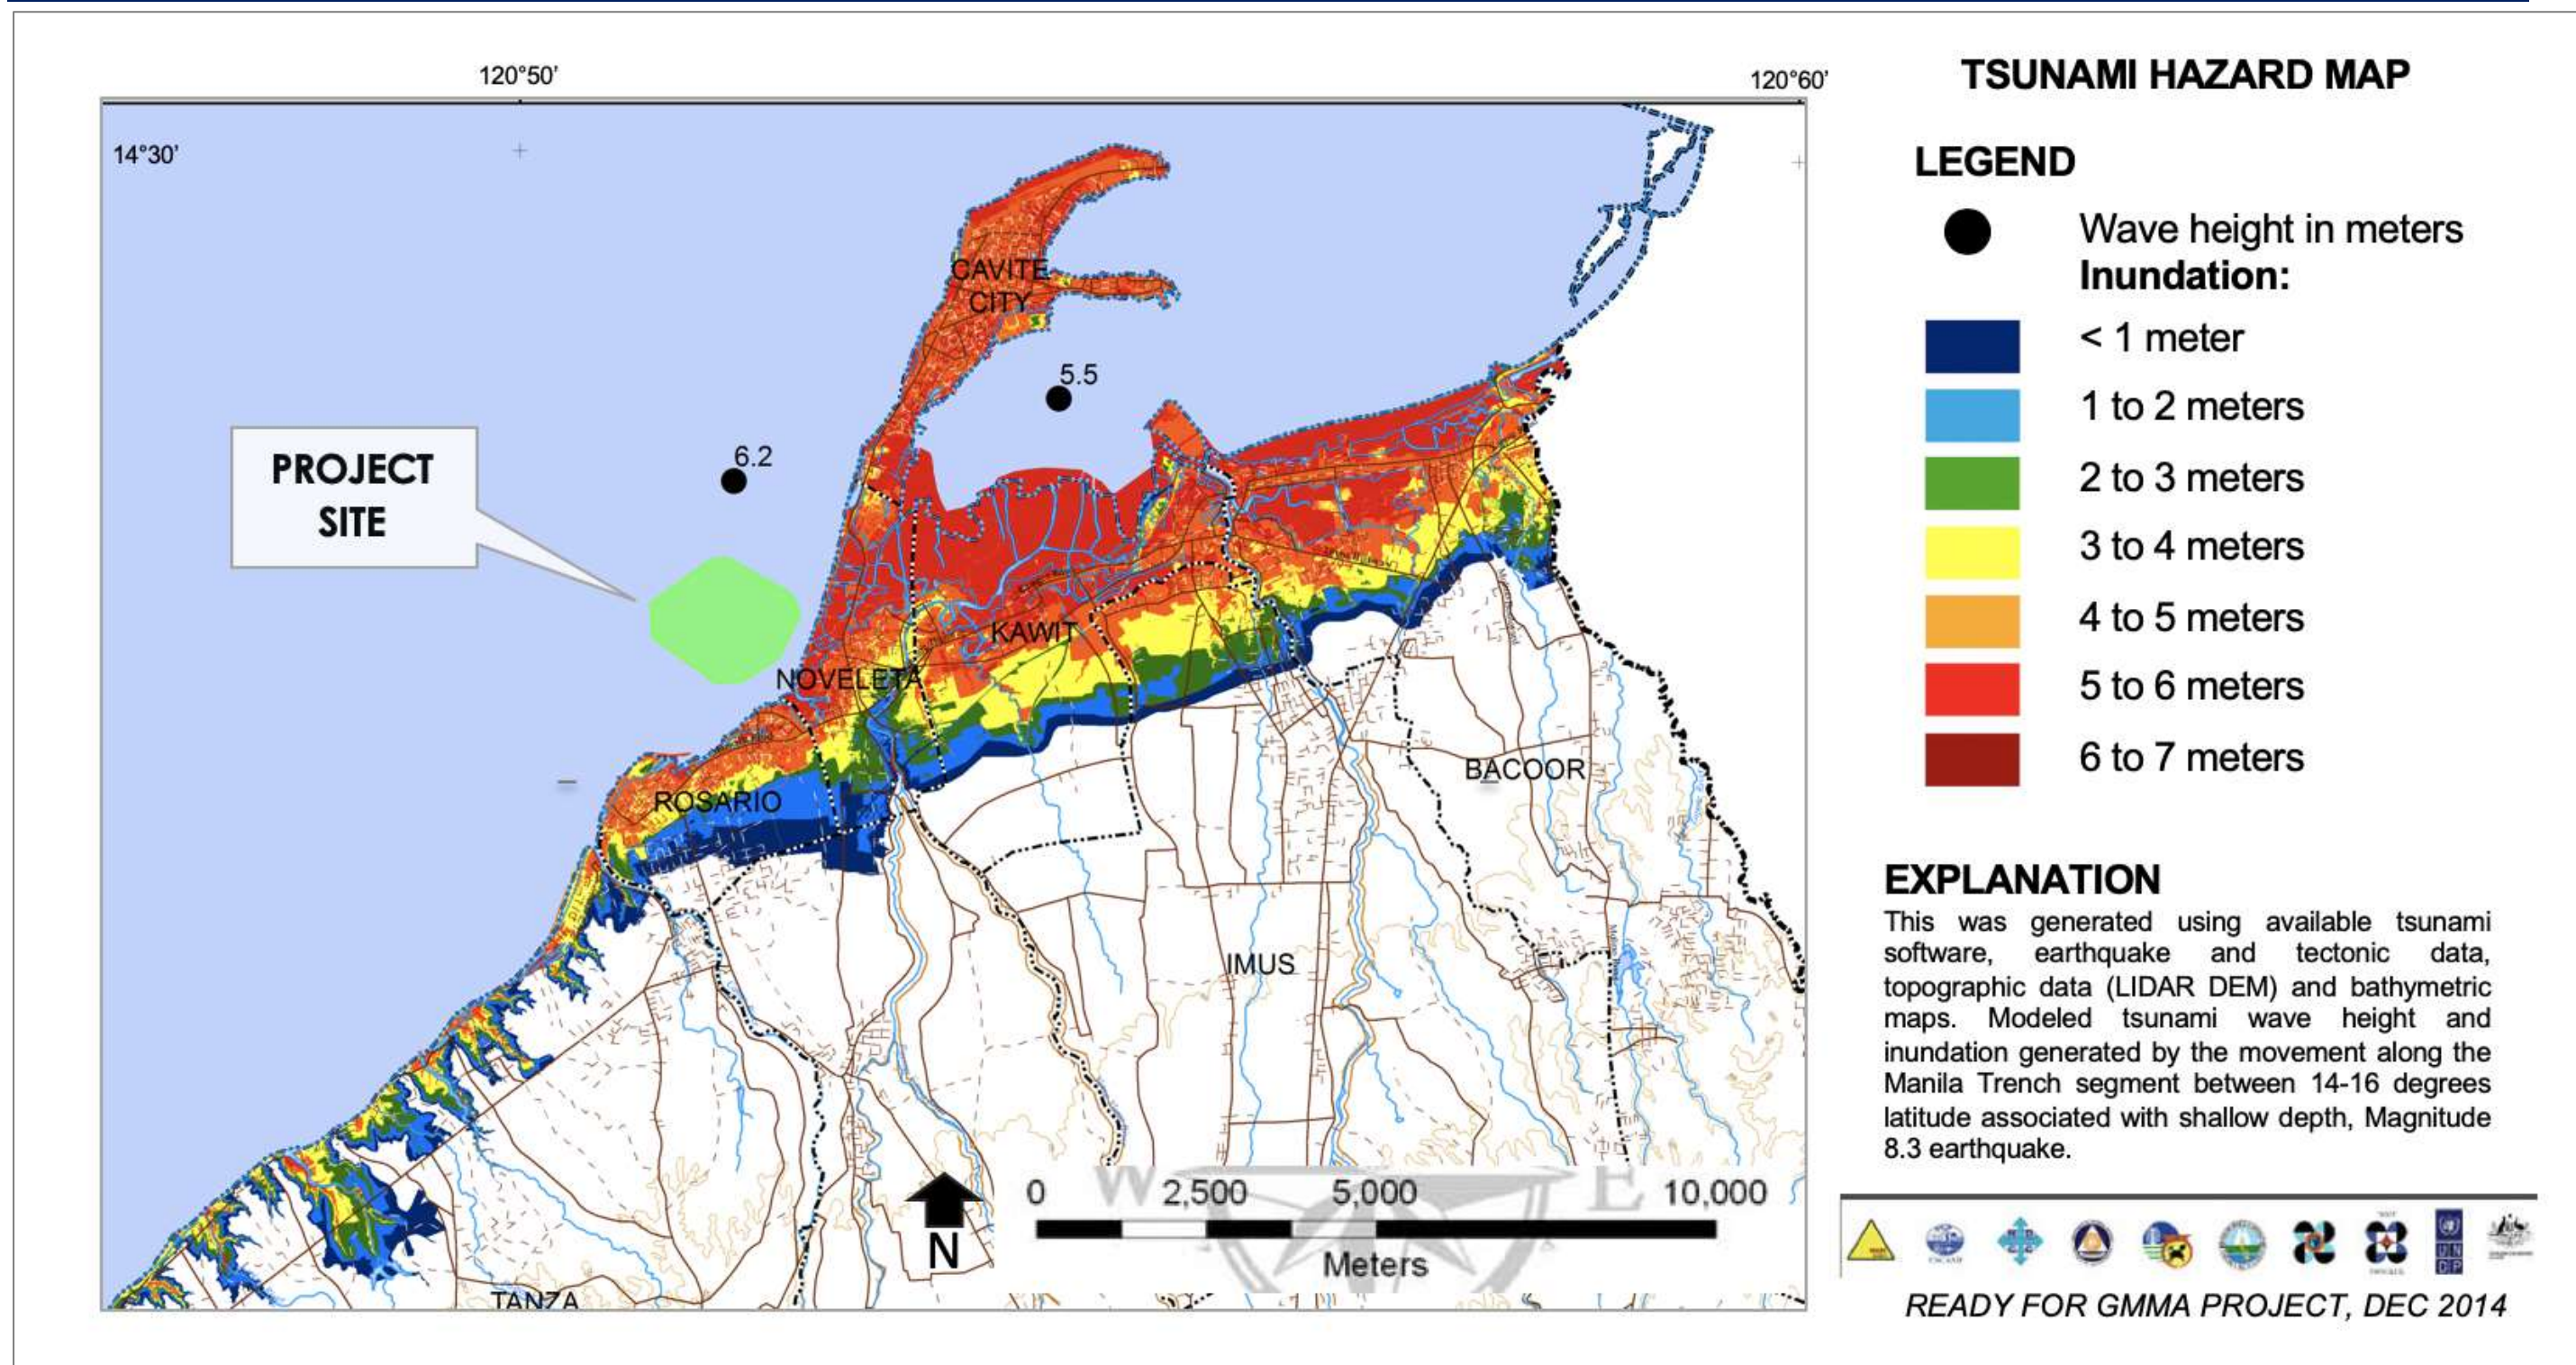 TSUNAMI HAZARD MAP
120°50’
120°60’
14°30’
LEGEND
Wave height in meters
Inundation:
< 1 meter
1 to 2 meters
2 to 3 meters
3 to 4 meters
4 to 5 meters
5 to 6 meters
6 to 7 meters
CAVITE
CITY
5.5
6.2
PROJECT
SITE
KAWIT
NOVELETA
BACOOR
ROSARIO
IMUS
TANZA
W
E
0
2,500
5,000
10,000
Meters
N
EXPLANATION
This was generated using available tsunami
software, earthquake and tectonic data,
topographic data (LIDAR DEM) and bathymetric
maps. Modeled tsunami wave height and
inundation generated by the movement along the
Manila Trench segment between 14-16 degrees
latitude associated with shallow depth, Magnitude
8.3 earthquake.
UN
DP
READY FOR GMMA PROJECT, DEC 2014